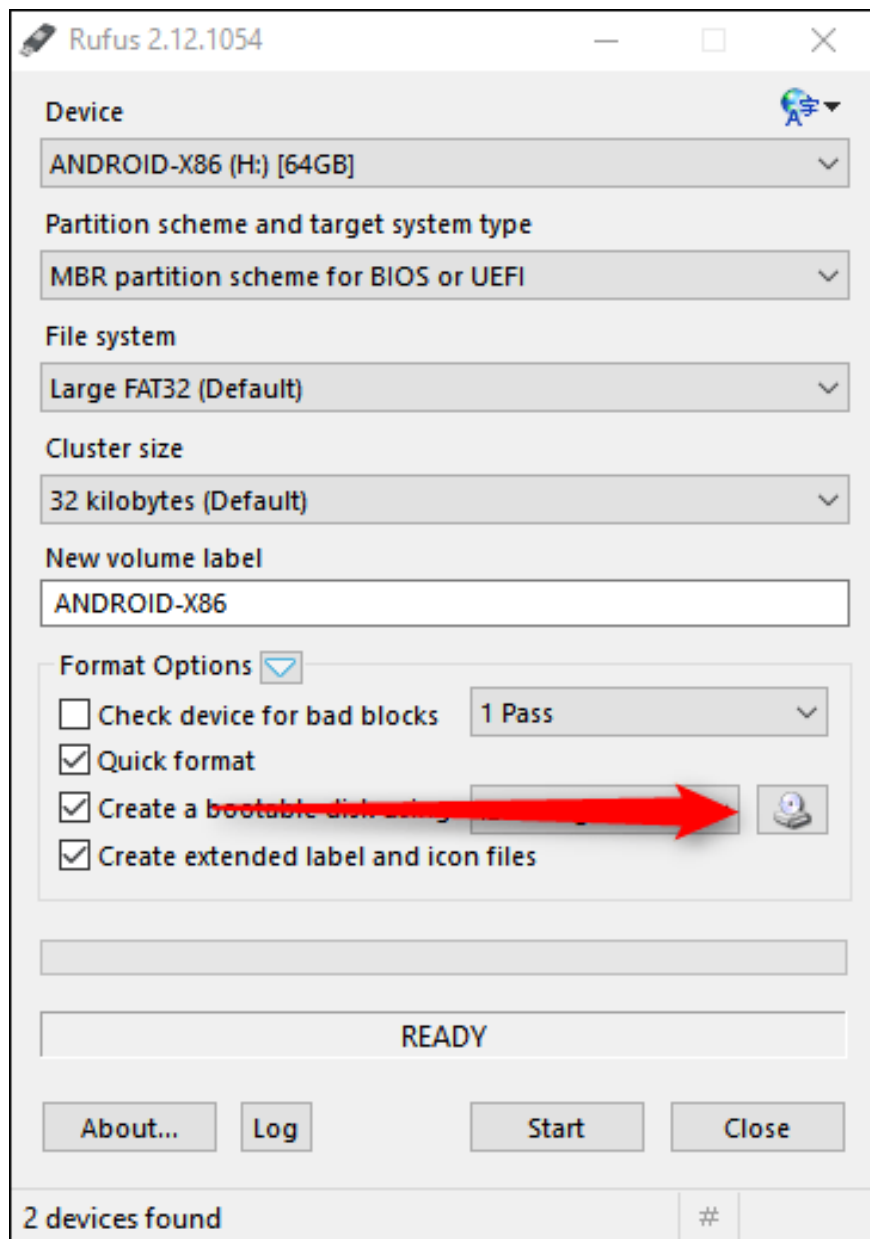 Rufus 2.12.1054
Device
ANDROID-X86 (H:) [64GB]
Partition scheme and target system type
MBR partition scheme for BIOS or UEFI
File system
Large FAT32 (Default)
Cluster size
32 kilobytes (Default)
New volume label
ANDROID-X86
Format Options
Check device for bad blocks 1 Pass
Quick format
Create a bootable disk using
Create extended label and icon files
READY
About... Log Start Close
2 devices found #